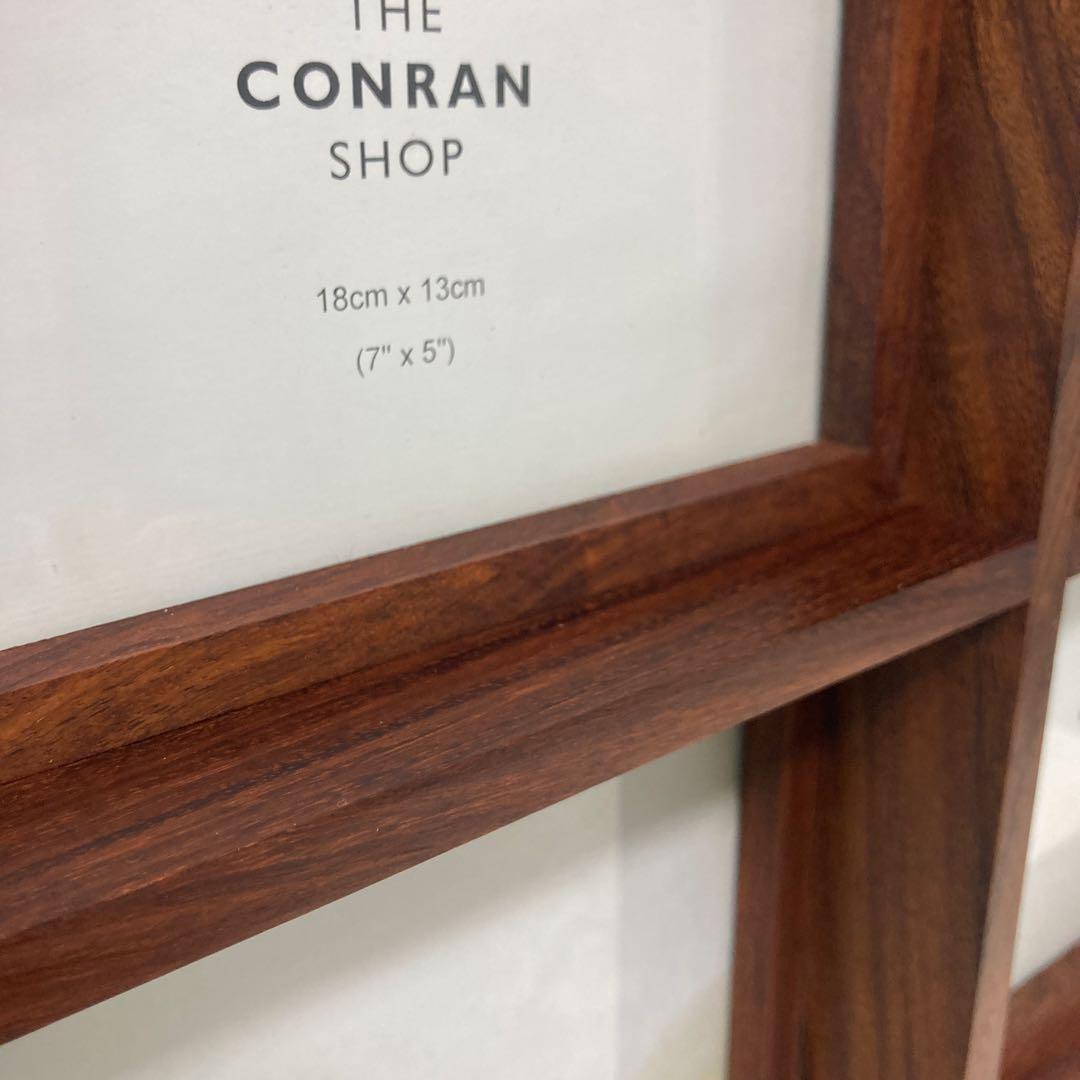 THE
CONRAN
SHOP
18cm x 13cm
(7" x 5")